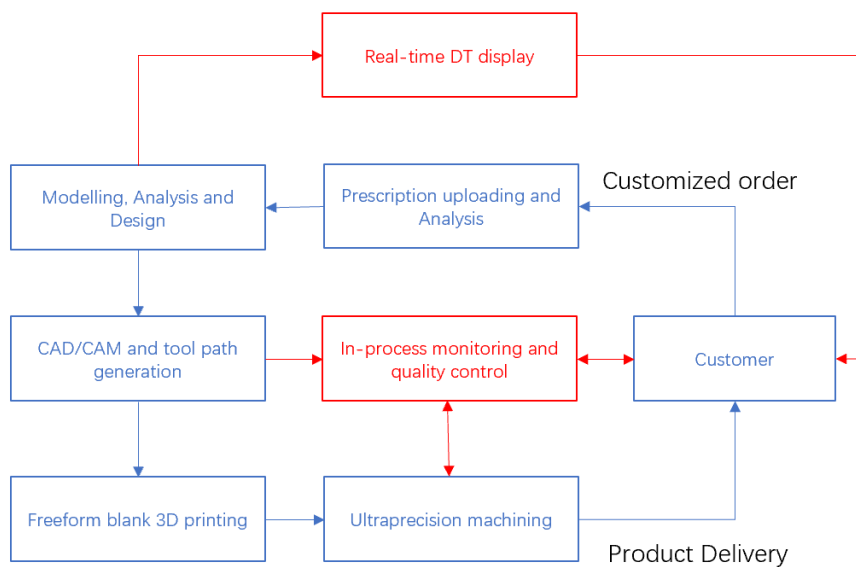 Real-time DT display
Modelling, Analysis and
Design
Prescription uploading and
Analysis
Customized order
CAD/CAM and tool path
generation
In-process monitoring and
quality control
Customer
Freeform blank 3D printing
Ultraprecision machining
Product Delivery